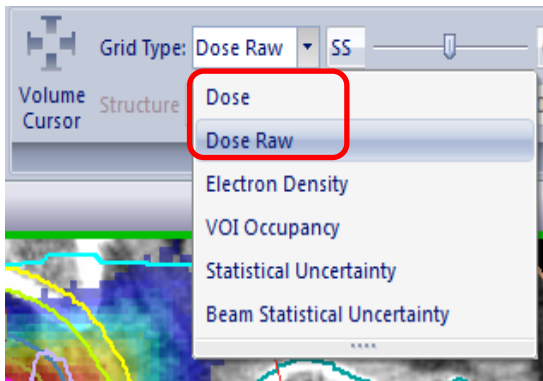 Grid Type: Dose Raw SS
Volume Cursor
Structure
Dose
Dose Raw
Electron Density
VOI Occupancy
Statistical Uncertainty
Beam Statistical Uncertainty